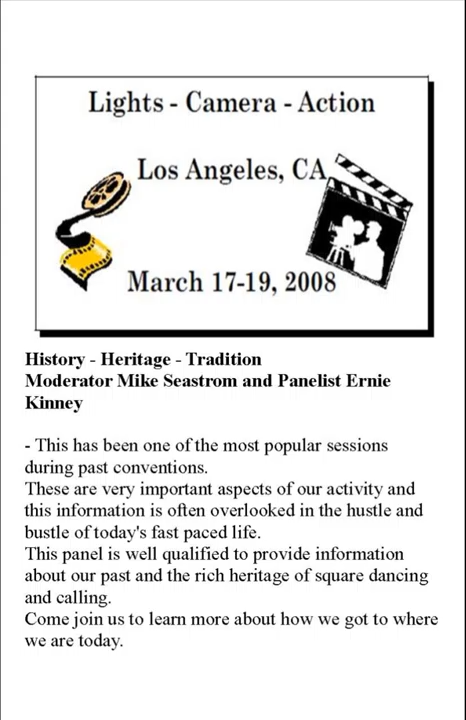 Lights - Camera - Action
Los Angeles, CA
March 17-19, 2008
History - Heritage - Tradition
Moderator Mike Seastrom and Panelist Ernie
Kinney
- This has been one of the most popular sessions
during past conventions.
These are very important aspects of our activity and
this information is often overlooked in the hustle and
bustle of today's fast paced life.
This panel is well qualified to provide information
about our past and the rich heritage of square dancing
and calling.
Come join us to learn more about how we got to where
we are today.